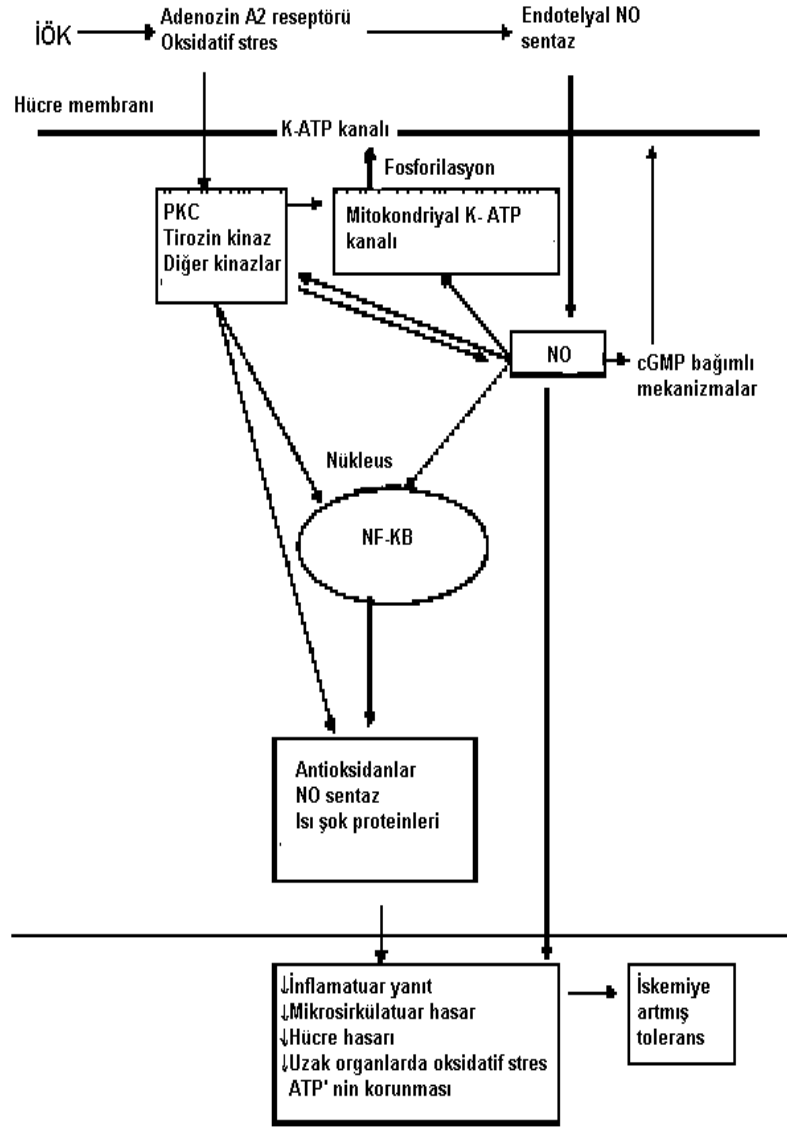 İÖK
Adenozin A2 reseptörü
Oksidatif stres
Endotelyal NO
sentaz
Hücre membranı
K-ATP kanalı
Fosforilasyon
PKC
Tirozin kinaz
Diğer kinazlar
Mitokondriyal K- ATP
kanalı
NO
cGMP bağımlı
mekanizmalar
Nükleus
NF-KB
Antioksidanlar
NO sentaz
Isı şok proteinleri
↓İnflamatuar yanıt
↓Mikrosirkülatuar hasar
↓Hücre hasarı
↓Uzak organlarda oksidatif stres
ATP' nin korunması
İskemiye
artmış
tolerans